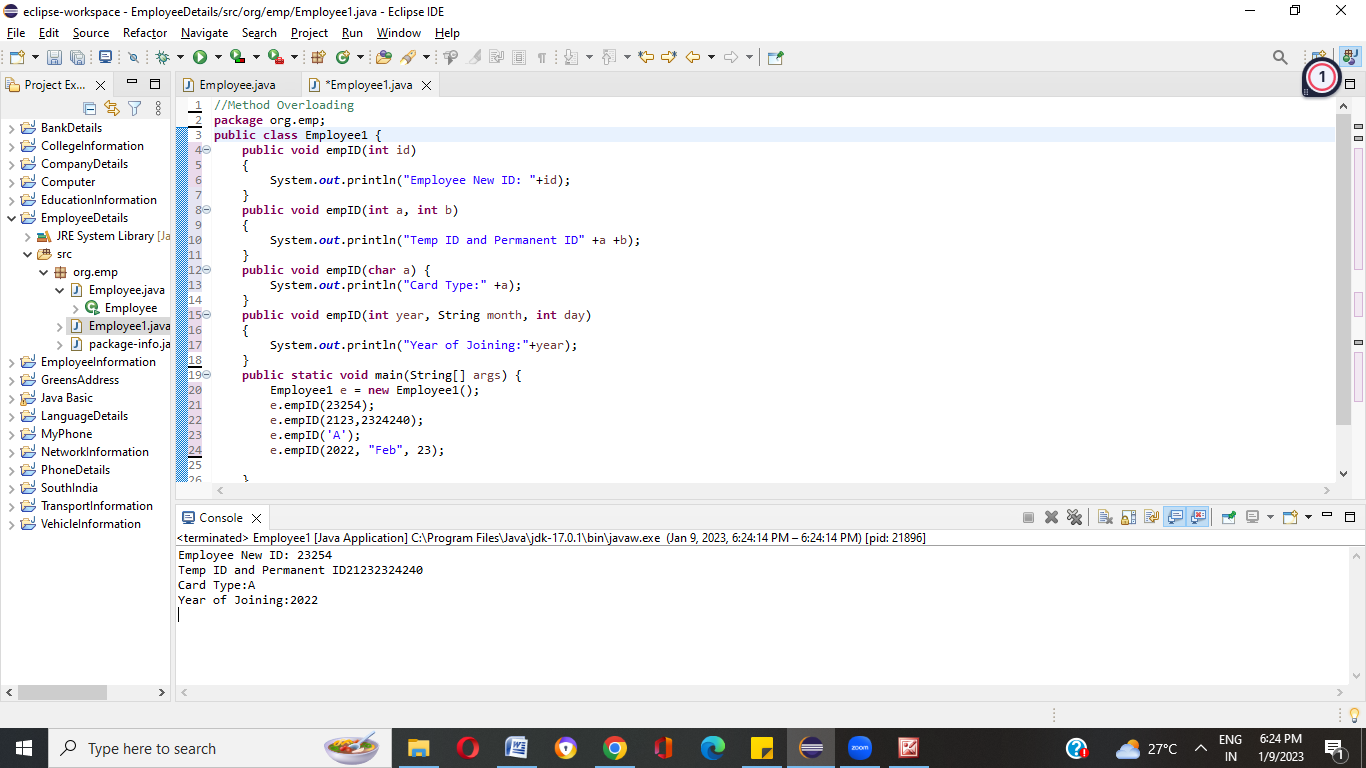 eclipse-workspace - EmployeeDetails/src/org/emp/Employee1.java - Eclipse IDE
File Edit Source Refactor Navigate Search Project Run Window Help
1
Project Ex...
BankDetails
CollegeInformation
CompanyDetails
Computer
EducationInformation
EmployeeDetails
JRE System Library [Ja
src
org.emp
Employee.java
Employee
Employee1.java
package-info.ja
EmployeeInformation
GreensAddress
Java Basic
LanguageDetails
MyPhone
NetworkInformation
PhoneDetails
SouthIndia
TransportInformation
VehicleInformation
Employee.java *Employee1.java
1 //Method Overloading
2 package org.emp;
3 public class Employee1 {
4 public void empID(int id)
5 {
6 System.out.println("Employee New ID: "+id);
7 }
8 public void empID(int a, int b)
9 {
10 System.out.println("Temp ID and Permanent ID" +a +b);
11 }
12 public void empID(char a) {
13 System.out.println("Card Type:" +a);
14 }
15 public void empID(int year, String month, int day)
16 {
17 System.out.println("Year of Joining:"+year);
18 }
19 public static void main(String[] args) {
20 Employee1 e = new Employee1();
21 e.empID(23254);
22 e.empID(2123,2324240);
23 e.empID('A');
24 e.empID(2022, "Feb", 23);
25
26 }
Console
<terminated> Employee1 [Java Application] C:\Program Files\Java\jdk-17.0.1\bin\javaw.exe (Jan 9, 2023, 6:24:14 PM – 6:24:14 PM) [pid: 21896]
Employee New ID: 23254
Temp ID and Permanent ID21232324240
Card Type:A
Year of Joining:2022
Type here to search
zoom
27°C
ENG
IN
6:24 PM
1/9/2023
1